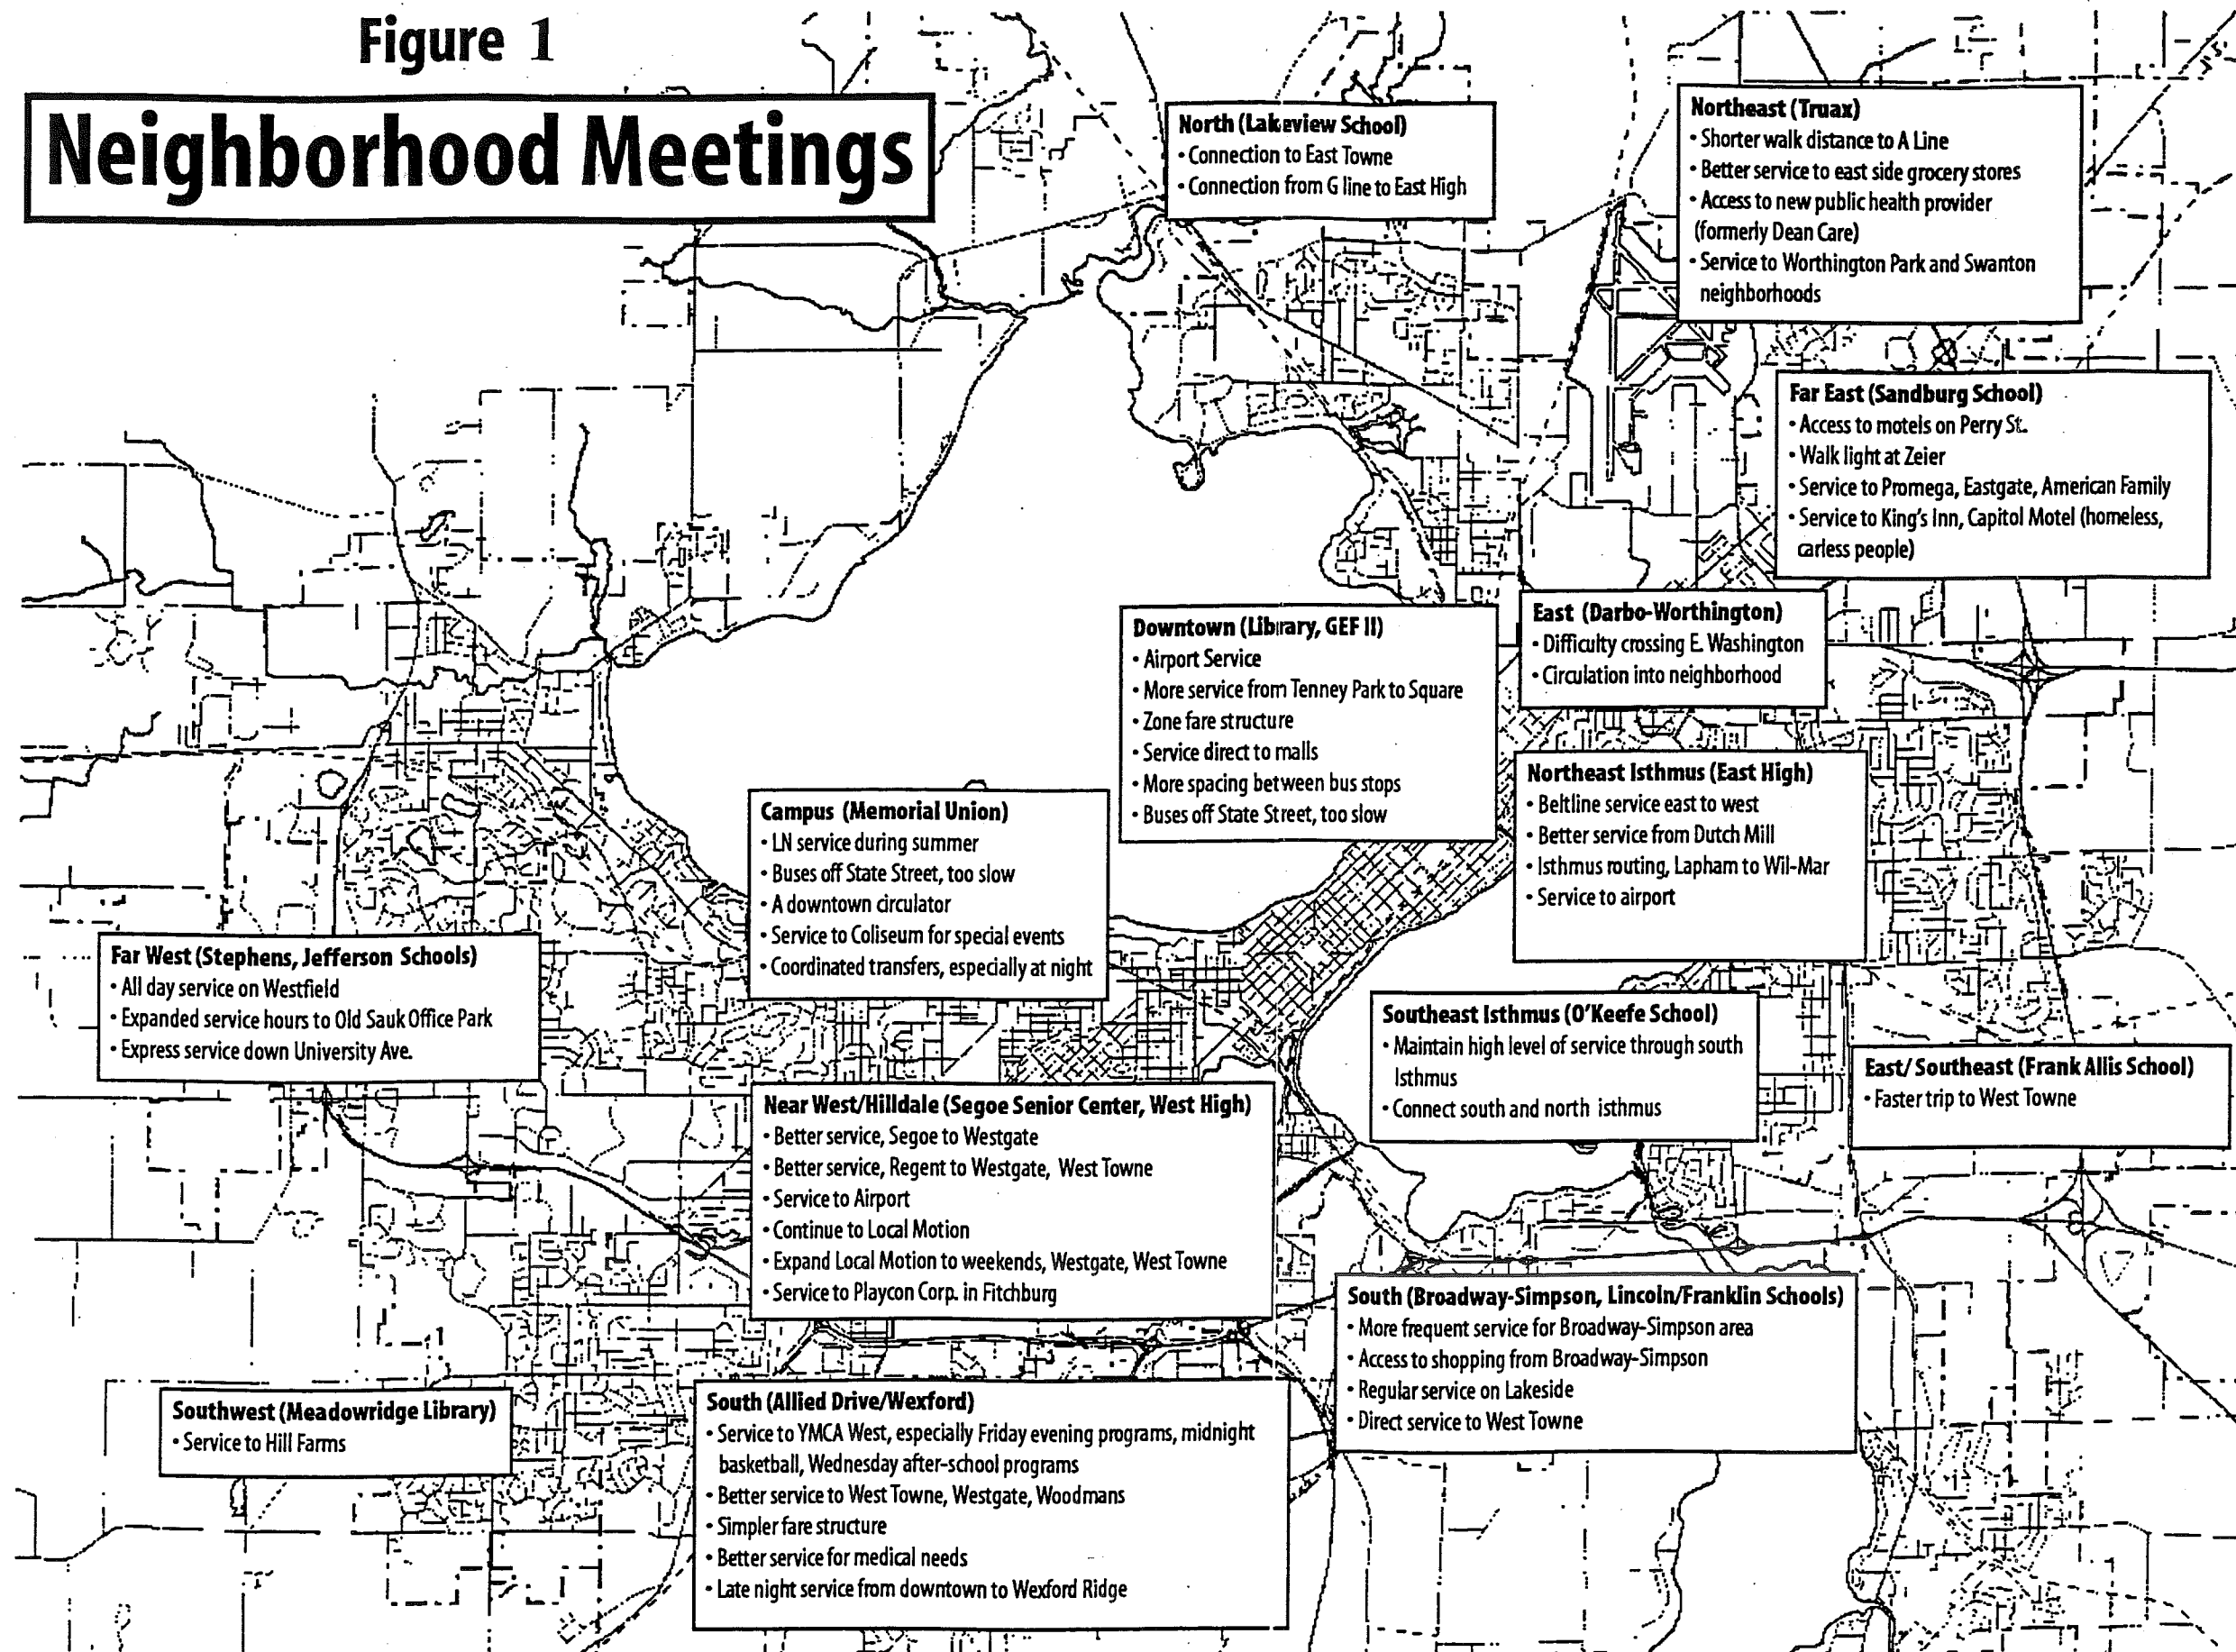 Figure 1
Neighborhood Meetings
North (Lakeview School)
• Connection to East Towne
• Connection from G line to East High
Northeast (Truax)
• Shorter walk distance to A Line
• Better service to east side grocery stores
• Access to new public health provider
(formerly Dean Care)
• Service to Worthington Park and Swanton
neighborhoods
Far East (Sandburg School)
• Access to motels on Perry St.
• Walk light at Zeier
• Service to Promega, Eastgate, American Family
• Service to King's Inn, Capitol Motel (homeless,
carless people)
Downtown (Library, GEF II)
• Airport Service
• More service from Tenney Park to Square
• Zone fare structure
• Service direct to malls
• More spacing between bus stops
• Buses off State Street, too slow
East (Darbo-Worthington)
• Difficulty crossing E. Washington
• Circulation into neighborhood
Northeast Isthmus (East High)
• Beltline service east to west
• Better service from Dutch Mill
• Isthmus routing, Lapham to Wil-Mar
• Service to airport
Campus (Memorial Union)
• LN service during summer
• Buses off State Street, too slow
• A downtown circulator
• Service to Coliseum for special events
• Coordinated transfers, especially at night
Far West (Stephens, Jefferson Schools)
• All day service on Westfield
• Expanded service hours to Old Sauk Office Park
• Express service down University Ave.
Southeast Isthmus (O'Keefe School)
• Maintain high level of service through south
Isthmus
• Connect south and north isthmus
East/ Southeast (Frank Allis School)
• Faster trip to West Towne
Near West/Hilldale (Segoe Senior Center, West High)
• Better service, Segoe to Westgate
• Better service, Regent to Westgate, West Towne
• Service to Airport
• Continue to Local Motion
• Expand Local Motion to weekends, Westgate, West Towne
• Service to Playcon Corp. in Fitchburg
South (Broadway-Simpson, Lincoln/Franklin Schools)
• More frequent service for Broadway-Simpson area
• Access to shopping from Broadway-Simpson
• Regular service on Lakeside
• Direct service to West Towne
Southwest (Meadowridge Library)
• Service to Hill Farms
South (Allied Drive/Wexford)
• Service to YMCA West, especially Friday evening programs, midnight
basketball, Wednesday after-school programs
• Better service to West Towne, Westgate, Woodmans
• Simpler fare structure
• Better service for medical needs
• Late night service from downtown to Wexford Ridge